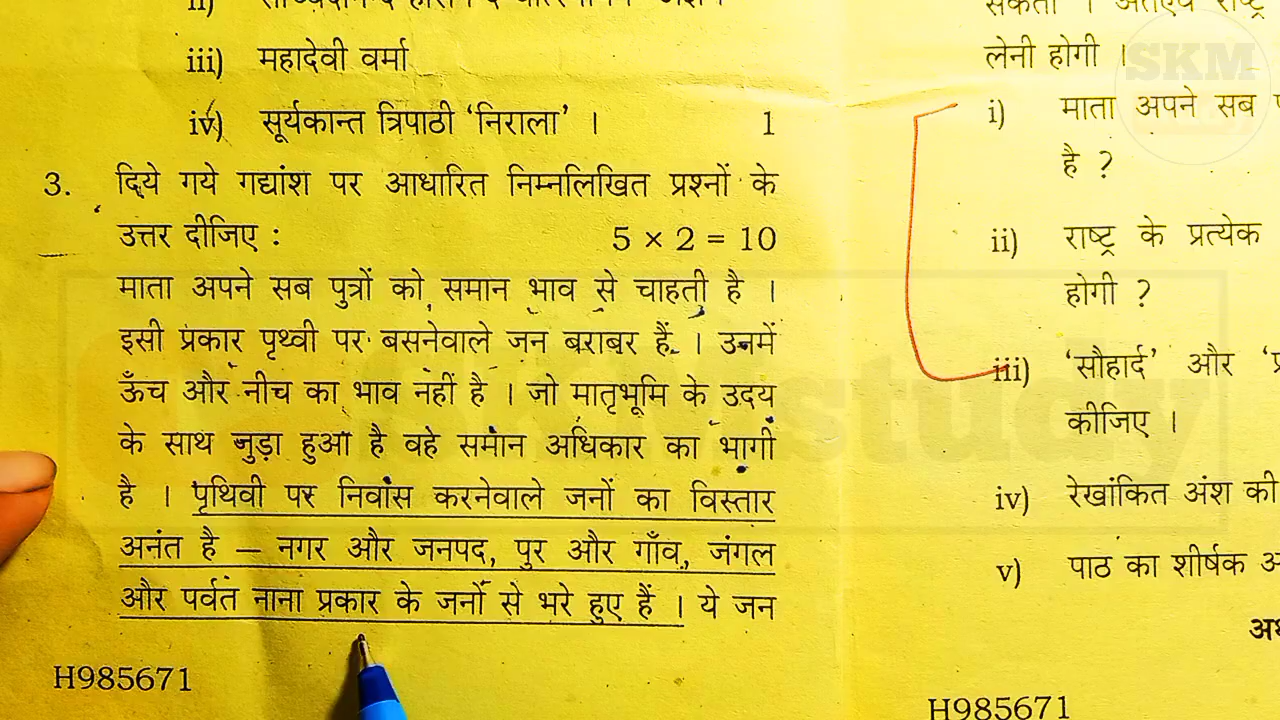 iii) महादेवी वर्मा
iv) सूर्यकान्त त्रिपाठी ‘निराला’ । 1
3. दिये गये गद्यांश पर आधारित निम्नलिखित प्रश्नों के
उत्तर दीजिए : 5 × 2 = 10
माता अपने सब पुत्रों को समान भाव से चाहती है ।
इसी प्रकार पृथ्वी पर बसनेवाले जन बराबर हैं । उनमें
ऊँच और नीच का भाव नहीं है । जो मातृभूमि के उदय
के साथ जुड़ा हुआ है वहे समान अधिकार का भागी
है । पृथिवी पर निवास करनेवाले जनों का विस्तार
अनंत है – नगर और जनपद, पुर और गाँव, जंगल
और पर्वत नाना प्रकार के जनों से भरे हुए हैं । ये जन
H985671
लेनी होगी ।
i) माता अपने सब
है ?
ii) राष्ट्र के प्रत्येक
होगी ?
iii) ‘सौहार्द’ और
कीजिए ।
iv) रेखांकित अंश की
v) पाठ का शीर्षक
H985671
SKM
study